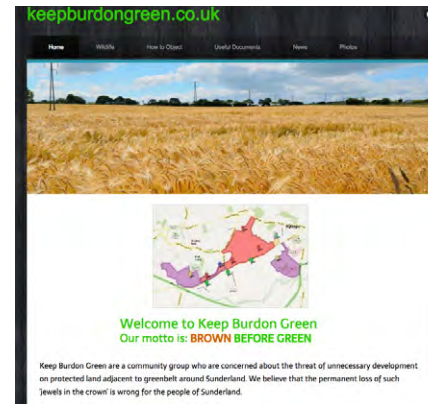 keepburdongreen.co.uk
Home Wildlife How to Object Useful Documents News Photos
Welcome to Keep Burdon Green
Our motto is: BROWN BEFORE GREEN
Keep Burdon Green are a community group who are concerned about the threat of unnecessary development
on protected land adjacent to greenbelt around Sunderland. We believe that the permanent loss of such
'jewels in the crown' is wrong for the people of Sunderland.